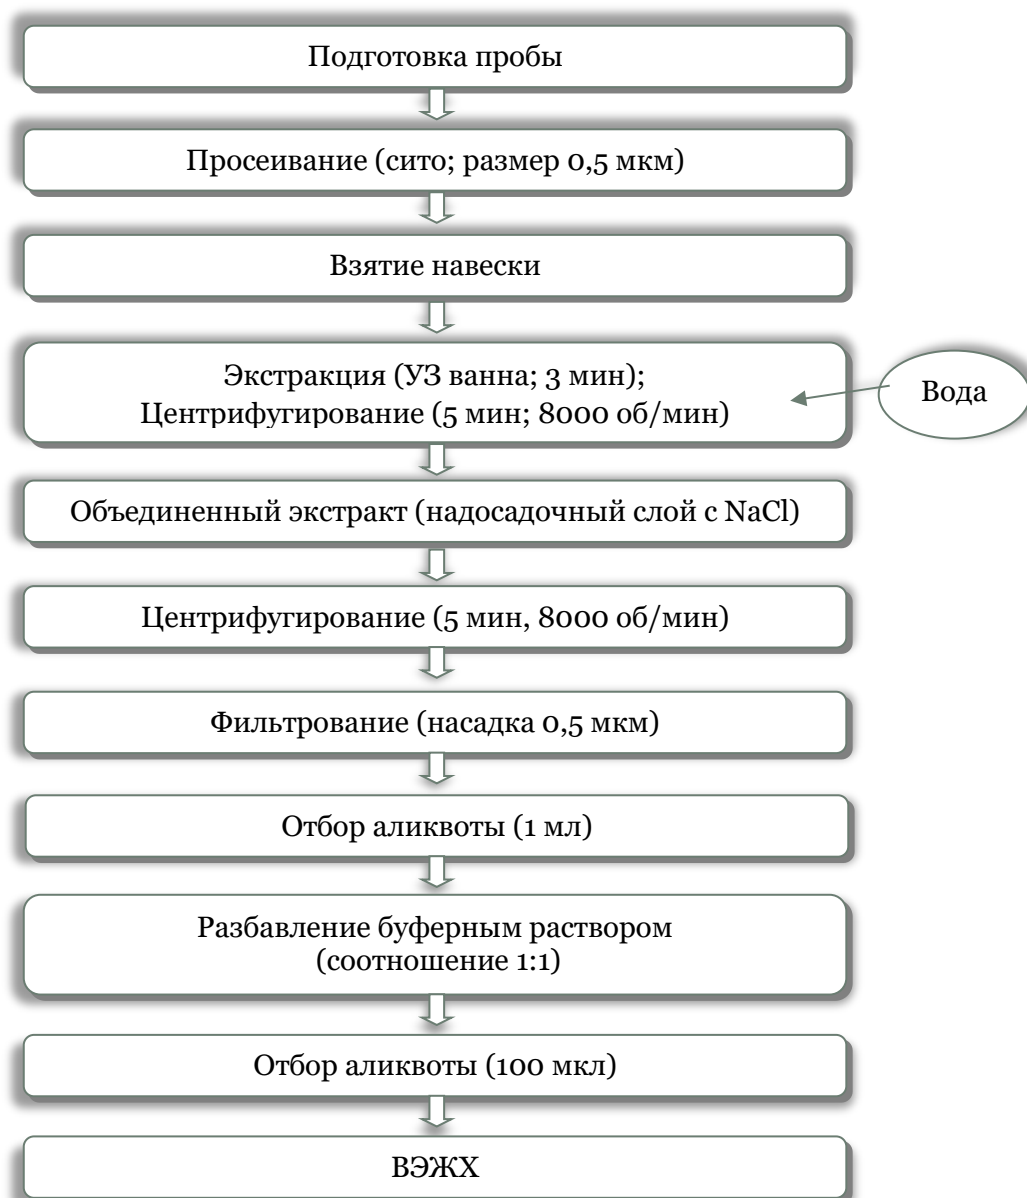 Подготовка пробы
Просеивание (сито; размер 0,5 мкм)
Взятие навески
Экстракция (УЗ ванна; 3 мин);
Центрифугирование (5 мин; 8000 об/мин)
Вода
Объединенный экстракт (надосадочный слой с NaCl)
Центрифугирование (5 мин, 8000 об/мин)
Фильтрование (насадка 0,5 мкм)
Отбор аликвоты (1 мл)
Разбавление буферным раствором
(соотношение 1:1)
Отбор аликвоты (100 мкл)
ВЭЖХ